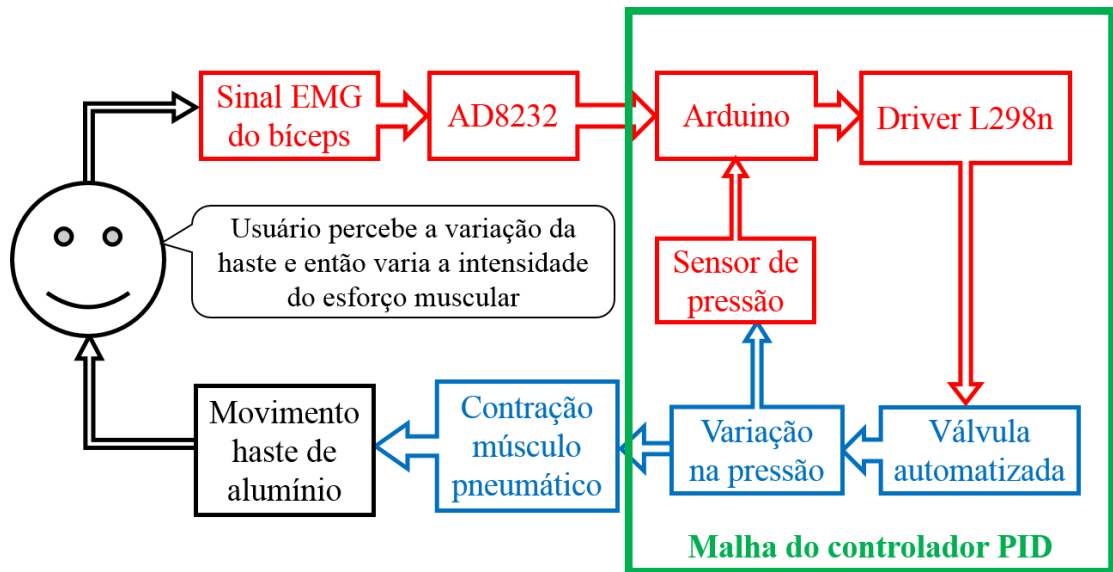 Sinal EMG
do bíceps
AD8232
Arduino
Driver L298n
Usuário percebe a variação da
haste e então varia a intensidade
do esforço muscular
Sensor de
pressão
Movimento
haste de
alumínio
Contração
músculo
pneumático
Variação
na pressão
Válvula
automatizada
Malha do controlador PID